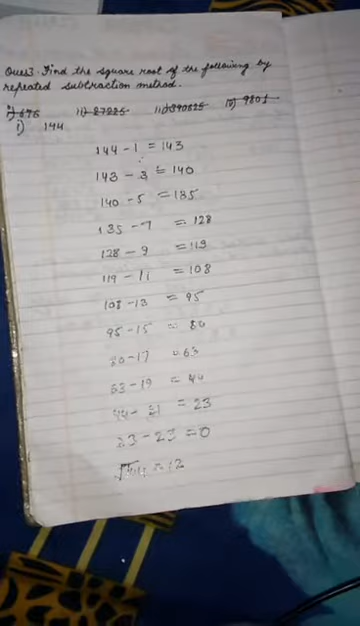 Ques3. Find the square root of the following by
repeated subtraction method.
i) 676 ii) 27225 iii) 390625 iv) 9801
i) 144
144 - 1 = 143
143 - 3 = 140
140 - 5 = 135
135 - 7 = 128
128 - 9 = 119
119 - 11 = 108
108 - 13 = 95
95 - 15 = 80
80 - 17 = 63
63 - 19 = 44
44 - 21 = 23
23 - 23 = 0
√144 = 12